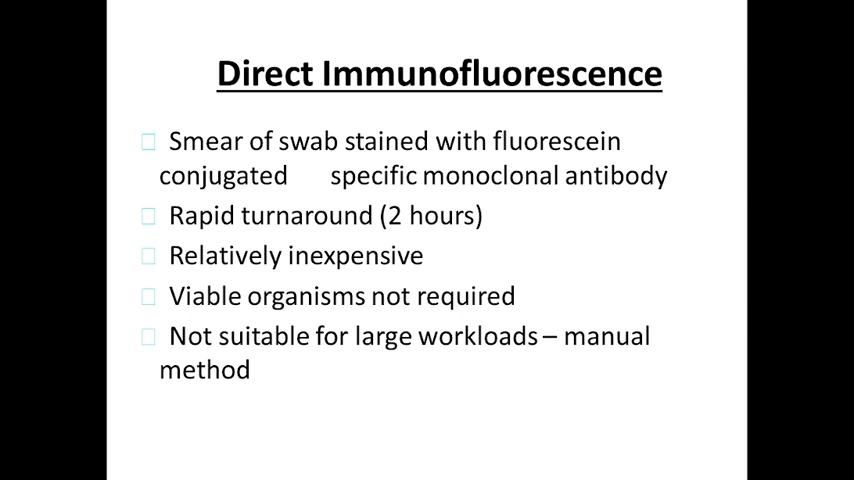 Direct Immunofluorescence
Smear of swab stained with fluorescein
conjugated specific monoclonal antibody
Rapid turnaround (2 hours)
Relatively inexpensive
Viable organisms not required
Not suitable for large workloads – manual
method